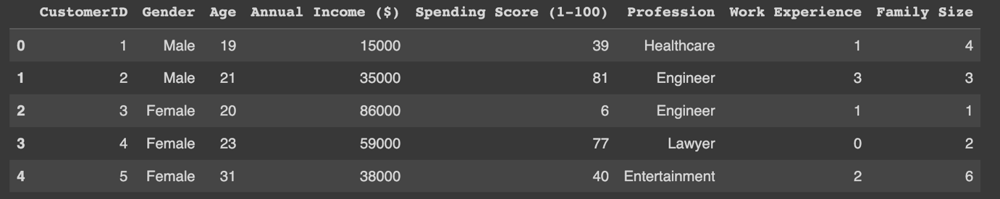 CustomerID Gender Age Annual Income ($) Spending Score (1-100) Profession Work Experience Family Size
0 1 Male 19 15000 39 Healthcare 1 4
1 2 Male 21 35000 81 Engineer 3 3
2 3 Female 20 86000 6 Engineer 1 1
3 4 Female 23 59000 77 Lawyer 0 2
4 5 Female 31 38000 40 Entertainment 2 6